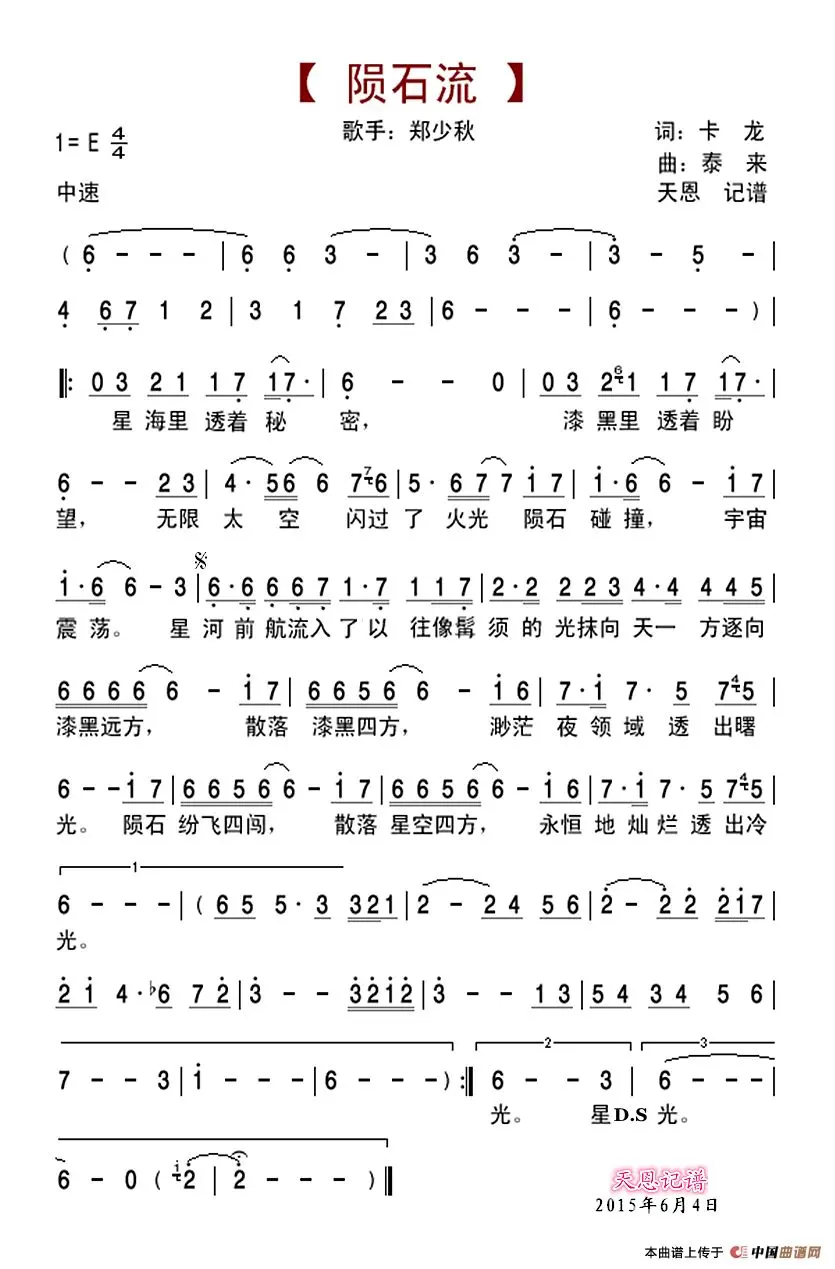 【 陨石流 】
1=E 4/4
歌手：郑少秋
词：卡 龙
曲：泰 来
中速
天恩 记谱
( 6 - - - | 6 6 3 - | 3 6 3 - | 3 - 5 - |
4 6 7 1 2 | 3 1 7 2 3 | 6 - - - | 6 - - ) |
‖: 0 3 2 1 1 7 1 7· | 6 - - 0 | 0 3 2 6 1 1 7 1 7· |
星 海里 透着 秘 密， 漆 黑里 透着 盼
6 - - 2 3 | 4· 5 6 6 7 7 6 | 5· 6 7 7 i 7 | i· 6 6 - i 7 |
望， 无限 太 空 闪过 了 火光 陨石 碰 撞， 宇宙
i· 6 6 - 3 | 𝄋 6· 6 6 6 7 1· 7 1 1 7 | 2· 2 2 2 3 4· 4 4 4 5 |
震 荡。 星 河前 航流入 了以 往像髯 须的 光抹向 天一 方逐向
6 6 6 6 6 - i 7 | 6 6 5 6 6 - i 6 | 7· i 7· 5 7 4 5 |
漆黑远方， 散落 漆黑四方， 渺茫 夜 领 域 透 出曙
6 - - i 7 | 6 6 5 6 6 - i 7 | 6 6 5 6 6 - i 6 | 7· i 7· 5 7 4 5 |
光。 陨石 纷飞四闯， 散落 星空四方， 永恒 地 灿 烂 透 出冷
1
6 - - - | ( 6 5 5· 3 3 2 1 | 2 - 2 4 5 6 | 2 - 2 2 2 i 7 |
光。
2 i 4· ♭6 7 2 | 3 - - 3 2 i 2 | 3 - - 1 3 | 5 4 3 4 5 6 |
2 3
7 - - 3 | i - - - | 6 - - ) :‖ 6 - - 3 | 6 - - - |
光。 星 D.S 光。
6 - 0 ( i 2 | 2 - - - ) ‖
天恩记谱
2015年6月4日
本曲谱上传于 中国曲谱网